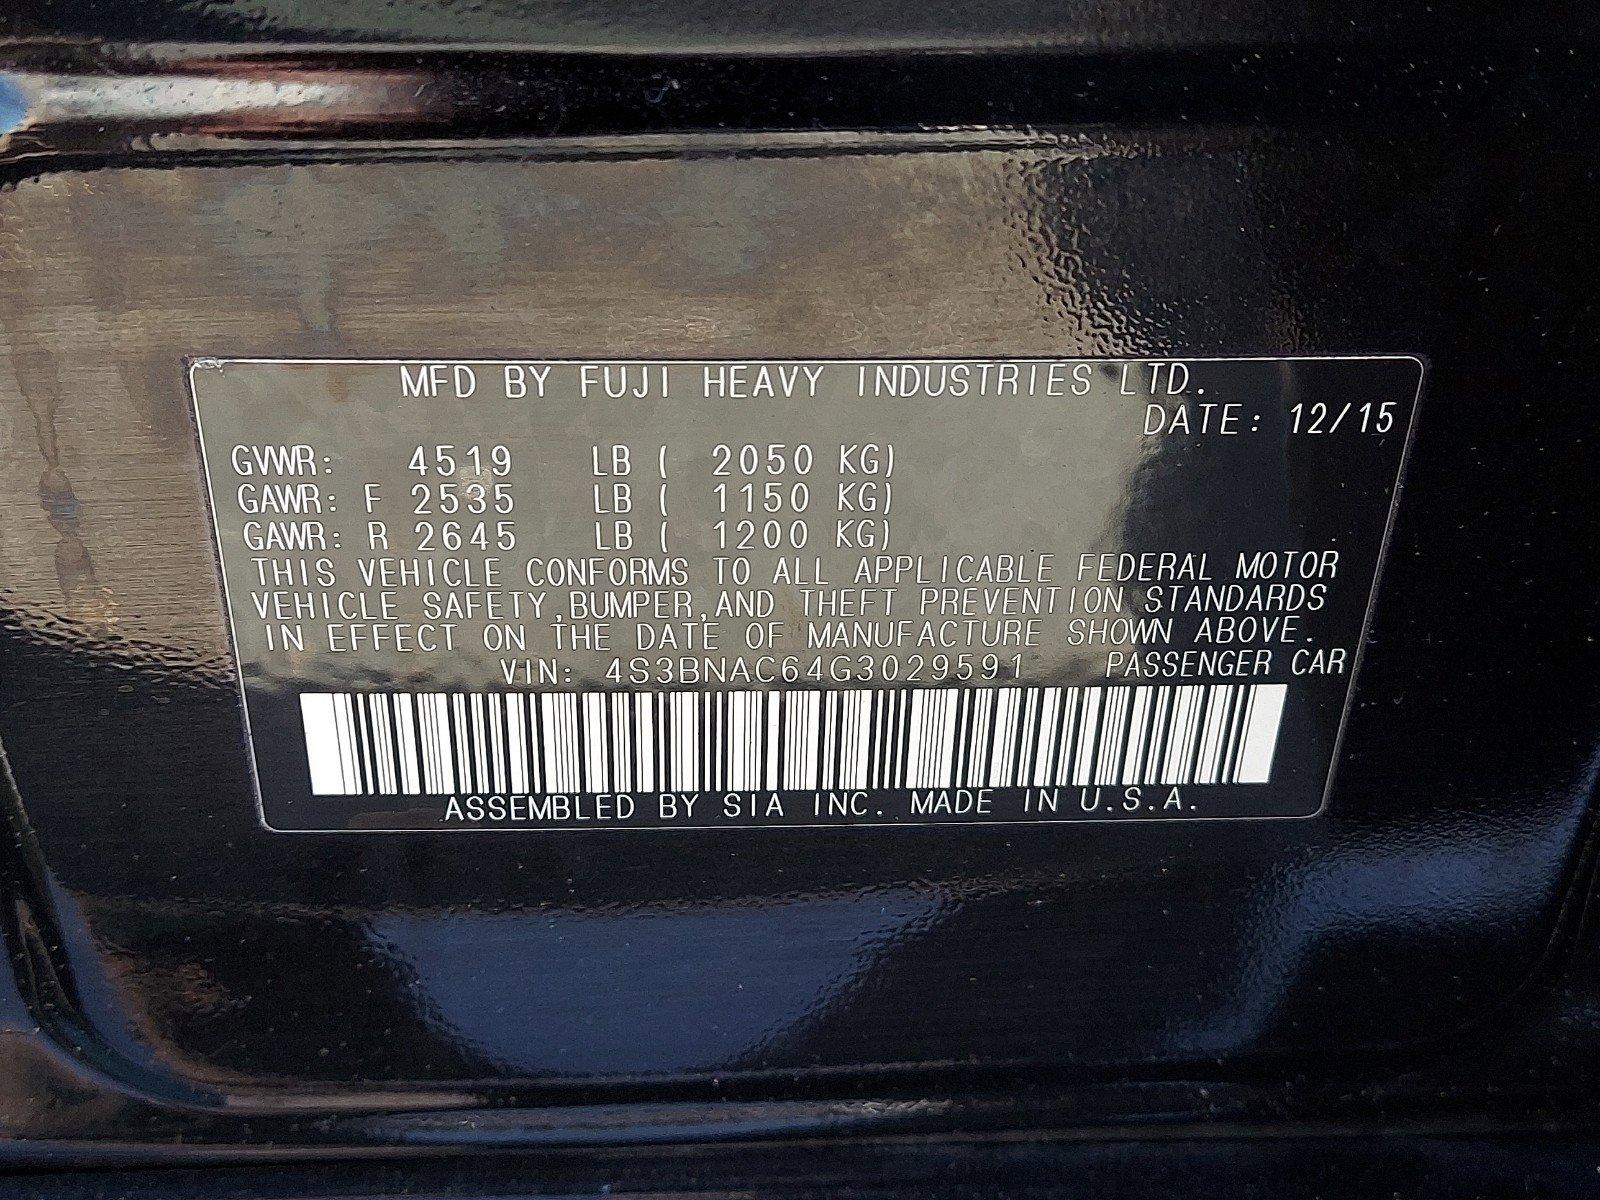 MFD BY FUJI HEAVY INDUSTRIES LTD.
DATE: 12/15
GVWR: 4519 LB ( 2050 KG)
GAWR: F 2535 LB ( 1150 KG)
GAWR: R 2645 LB ( 1200 KG)
THIS VEHICLE CONFORMS TO ALL APPLICABLE FEDERAL MOTOR
VEHICLE SAFETY,BUMPER,AND THEFT PREVENTION STANDARDS
IN EFFECT ON THE DATE OF MANUFACTURE SHOWN ABOVE.
VIN: 4S3BNAC64G3029591 PASSENGER CAR
ASSEMBLED BY SIA INC. MADE IN U.S.A.